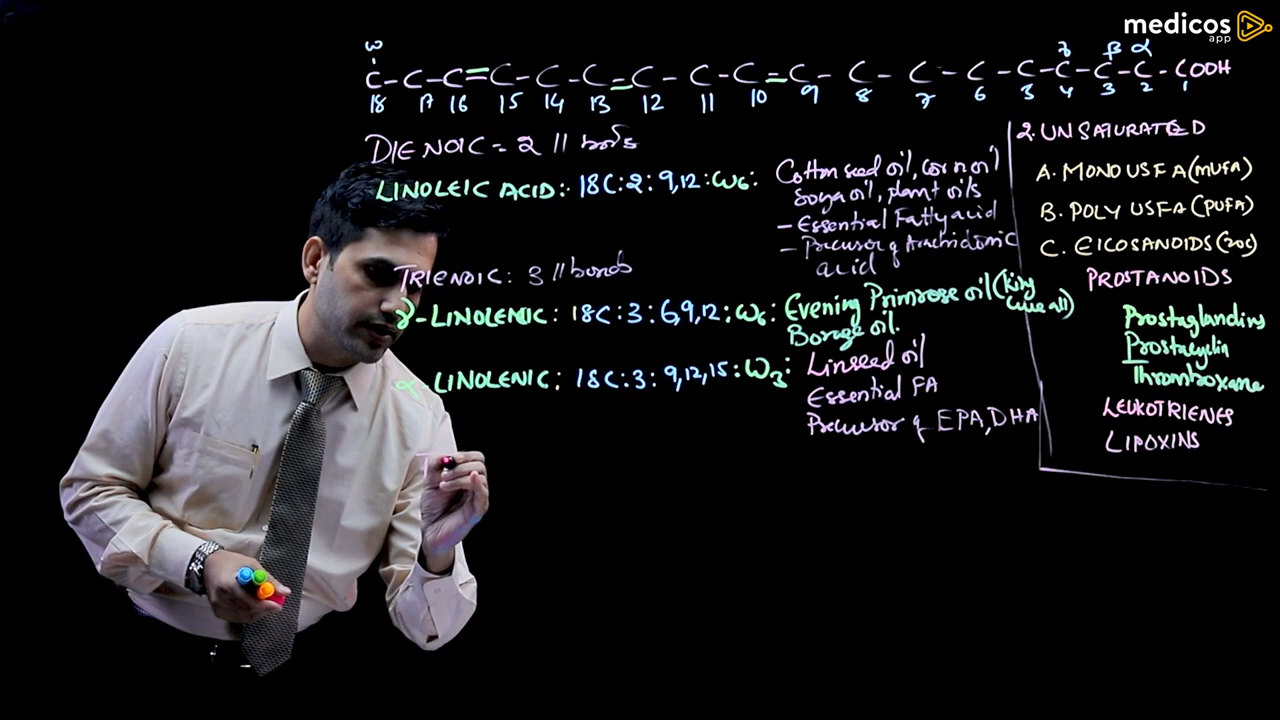 medicos
app
ω γ β α
C-C-C=C-C-C=C-C-C=C-C-C-C-C-C-C-C-COOH
18 17 16 15 14 13 12 11 10 9 8 7 6 5 4 3 2 1
DIENOIC = 2 // bonds
LINOLEIC ACID: 18C:2:9,12:ω6:
Cotton seed oil, corn oil
Soya oil, plant oils
- Essential Fatty acid
- Precursor of Arachidonic
acid
TRIENOIC: 3 // bonds
γ-LINOLENIC: 18C:3:6,9,12:ω6: Evening Primrose oil (King
cure all)
Borage oil.
α-LINOLENIC: 18C:3:9,12,15:ω3: Linseed oil
Essential FA
Precursor of EPA, DHA
T
2. UNSATURATED
A. MONO USFA (MUFA)
B. POLY USFA (PUFA)
C. EICOSANOIDS (20C)
PROSTANOIDS
Prostaglandins
Prostacyclin
Thromboxane
LEUKOTRIENES
LIPOXINS